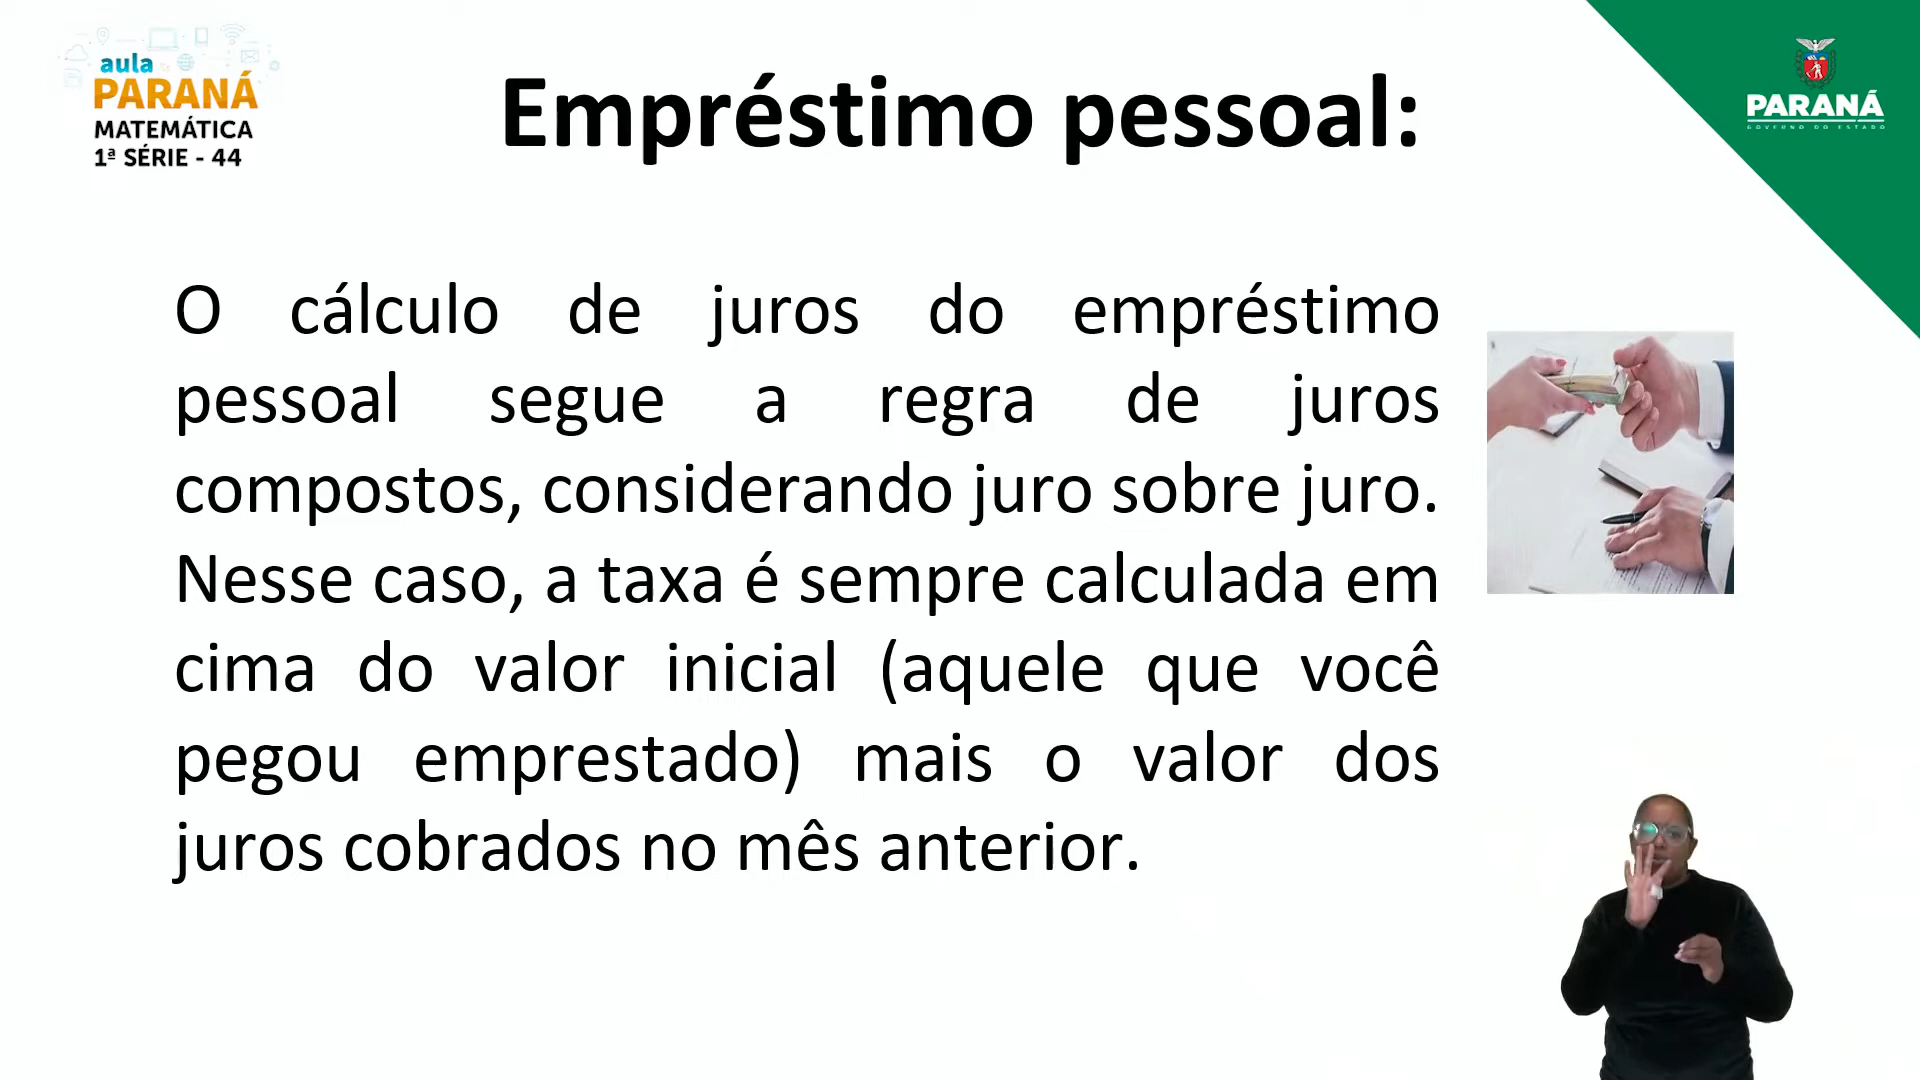 aula
PARANÁ
MATEMÁTICA
1ª SÉRIE - 44
Empréstimo pessoal:
PARANÁ
GOVERNO DO ESTADO
O cálculo de juros do empréstimo
pessoal segue a regra de juros
compostos, considerando juro sobre juro.
Nesse caso, a taxa é sempre calculada em
cima do valor inicial (aquele que você
pegou emprestado) mais o valor dos
juros cobrados no mês anterior.